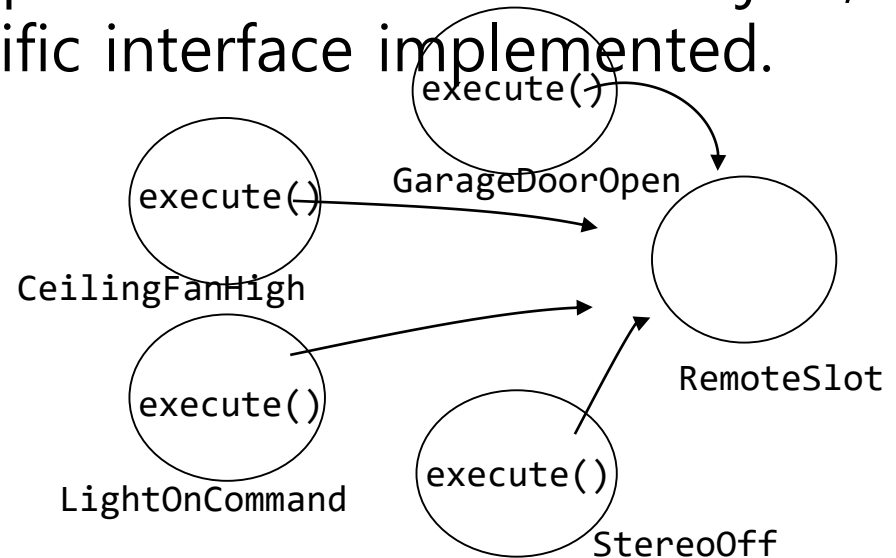 ific interface implemented.
execute()
GarageDoorOpen
execute()
CeilingFanHigh
RemoteSlot
execute()
LightOnCommand
execute()
StereoOff